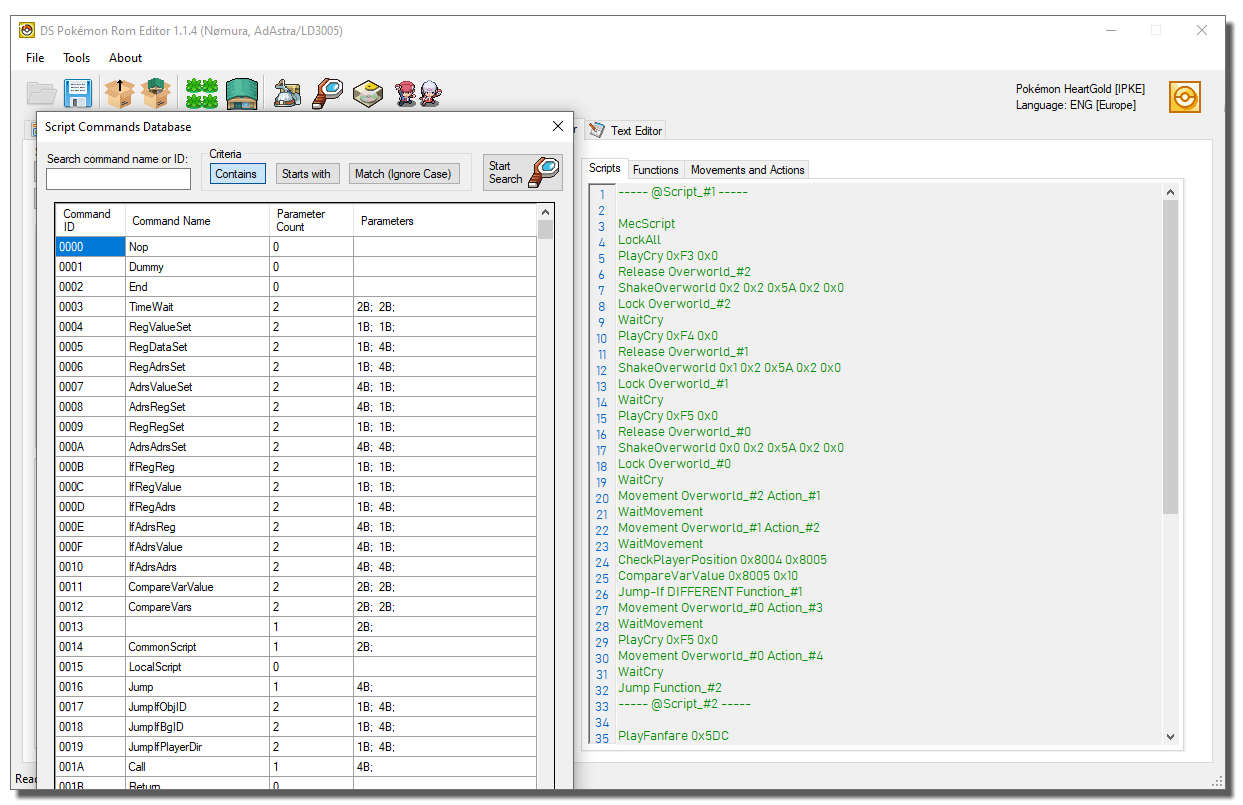 DS Pokémon Rom Editor 1.1.4 (Nømura, AdAstra/LD3005)
File Tools About
Pokémon HeartGold [IPKE]
Language: ENG [Europe]
Script Commands Database
Text Editor
Search command name or ID:
Criteria
Contains
Starts with
Match (Ignore Case)
Start
Search
Command
ID
Command Name
Parameter
Count
Parameters
0000 Nop 0
0001 Dummy 0
0002 End 0
0003 TimeWait 2 2B; 2B;
0004 RegValueSet 2 1B; 1B;
0005 RegDataSet 2 1B; 4B;
0006 RegAdrsSet 2 1B; 4B;
0007 AdrsValueSet 2 4B; 1B;
0008 AdrsRegSet 2 4B; 1B;
0009 RegRegSet 2 1B; 1B;
000A AdrsAdrsSet 2 4B; 4B;
000B IfRegReg 2 1B; 1B;
000C IfRegValue 2 1B; 1B;
000D IfRegAdrs 2 1B; 4B;
000E IfAdrsReg 2 4B; 1B;
000F IfAdrsValue 2 4B; 1B;
0010 IfAdrsAdrs 2 4B; 4B;
0011 CompareVarValue 2 2B; 2B;
0012 CompareVars 2 2B; 2B;
0013 1 2B;
0014 CommonScript 1 2B;
0015 LocalScript 0
0016 Jump 1 4B;
0017 JumpIfObjID 2 1B; 4B;
0018 JumpIfBgID 2 1B; 4B;
0019 JumpIfPlayerDir 2 1B; 4B;
001A Call 1 4B;
001B Return 0
Scripts Functions Movements and Actions
1 ----- @Script_#1 -----
2
3 MecScript
4 LockAll
5 PlayCry 0xF3 0x0
6 Release Overworld_#2
7 ShakeOverworld 0x2 0x2 0x5A 0x2 0x0
8 Lock Overworld_#2
9 WaitCry
10 PlayCry 0xF4 0x0
11 Release Overworld_#1
12 ShakeOverworld 0x1 0x2 0x5A 0x2 0x0
13 Lock Overworld_#1
14 WaitCry
15 PlayCry 0xF5 0x0
16 Release Overworld_#0
17 ShakeOverworld 0x0 0x2 0x5A 0x2 0x0
18 Lock Overworld_#0
19 WaitCry
20 Movement Overworld_#2 Action_#1
21 WaitMovement
22 Movement Overworld_#1 Action_#2
23 WaitMovement
24 CheckPlayerPosition 0x8004 0x8005
25 CompareVarValue 0x8005 0x10
26 Jump-If DIFFERENT Function_#1
27 Movement Overworld_#0 Action_#3
28 WaitMovement
29 PlayCry 0xF5 0x0
30 Movement Overworld_#0 Action_#4
31 WaitCry
32 Jump Function_#2
33 ----- @Script_#2 -----
34
35 PlayFanfare 0x5DC